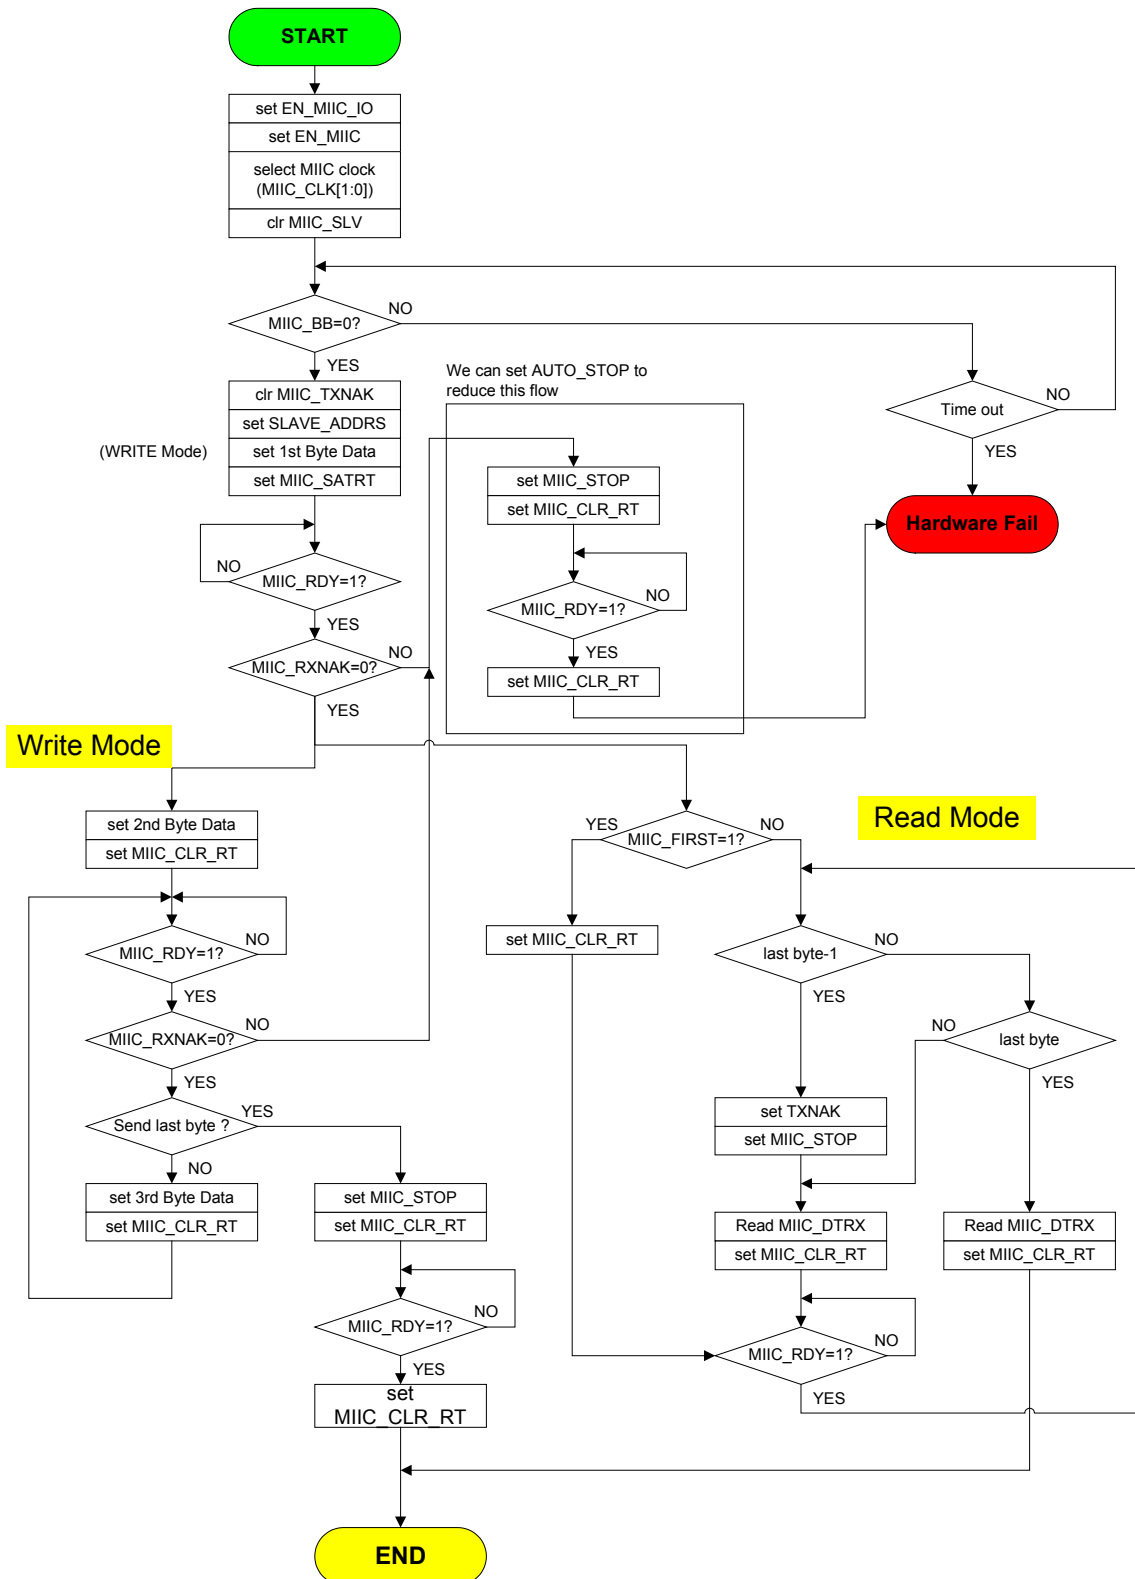 START
set EN_MIIC_IO
set EN_MIIC
select MIIC clock
(MIIC_CLK[1:0])
clr MIIC_SLV
MIIC_BB=0?
NO
YES
Time out
NO
YES
Hardware Fail
(WRITE Mode)
clr MIIC_TXNAK
set SLAVE_ADDRS
set 1st Byte Data
set MIIC_SATRT
We can set AUTO_STOP to
reduce this flow
set MIIC_STOP
set MIIC_CLR_RT
MIIC_RDY=1?
NO
YES
set MIIC_CLR_RT
NO
MIIC_RDY=1?
YES
MIIC_RXNAK=0?
NO
YES
Write Mode
set 2nd Byte Data
set MIIC_CLR_RT
MIIC_RDY=1?
NO
YES
MIIC_RXNAK=0?
NO
YES
Send last byte ?
YES
NO
set 3rd Byte Data
set MIIC_CLR_RT
set MIIC_STOP
set MIIC_CLR_RT
MIIC_RDY=1?
NO
YES
set
MIIC_CLR_RT
Read Mode
YES
MIIC_FIRST=1?
NO
set MIIC_CLR_RT
last byte-1
NO
YES
NO
last byte
YES
set TXNAK
set MIIC_STOP
Read MIIC_DTRX
set MIIC_CLR_RT
Read MIIC_DTRX
set MIIC_CLR_RT
MIIC_RDY=1?
NO
YES
END